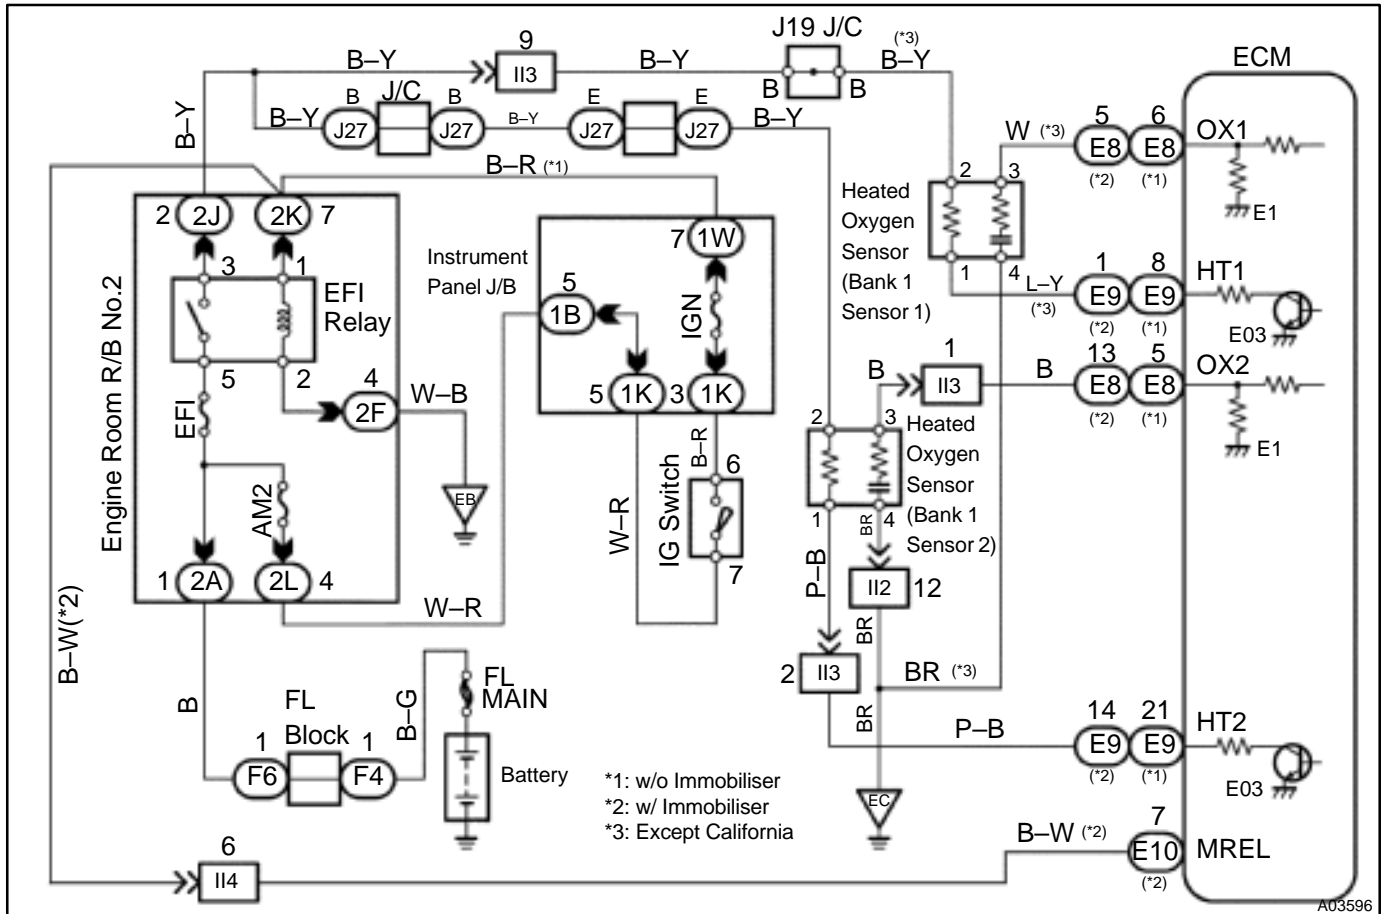 J19 J/C
9
B–Y
II3
B–Y
B
B
(*3)
B–Y
ECM
B–Y
B–Y
B
J27
J/C
B
J27
B–Y
E
J27
E
J27
B–Y
W (*3)
5
E8
(*2)
6
E8
(*1)
OX1
E1
B–R (*1)
2
2J
2K
7
3
1
EFI
Relay
5
2
EFI
AM2
4
2F
W–B
EB
1
2A
2L
4
Engine Room R/B No.2
Instrument
Panel J/B
7
1W
5
1B
IGN
5
1K
3
1K
B–R
6
IG Switch
7
W–R
W–R
Heated
Oxygen
Sensor
(Bank 1
Sensor 1)
2
3
1
4
L–Y
(*3)
1
E9
(*2)
8
E9
(*1)
HT1
E03
1
B
II3
B
13
E8
(*2)
5
E8
(*1)
OX2
E1
2
3
1
4
Heated
Oxygen
Sensor
(Bank 1
Sensor 2)
BR
P–B
II2
12
BR
2
II3
BR (*3)
BR
P–B
14
E9
(*2)
21
E9
(*1)
HT2
E03
EC
B–W(*2)
B
1
F6
FL
Block
1
F4
B–G
FL
MAIN
Battery
*1: w/o Immobiliser
*2: w/ Immobiliser
*3: Except California
6
II4
B–W (*2)
7
E10
(*2)
MREL
A03596